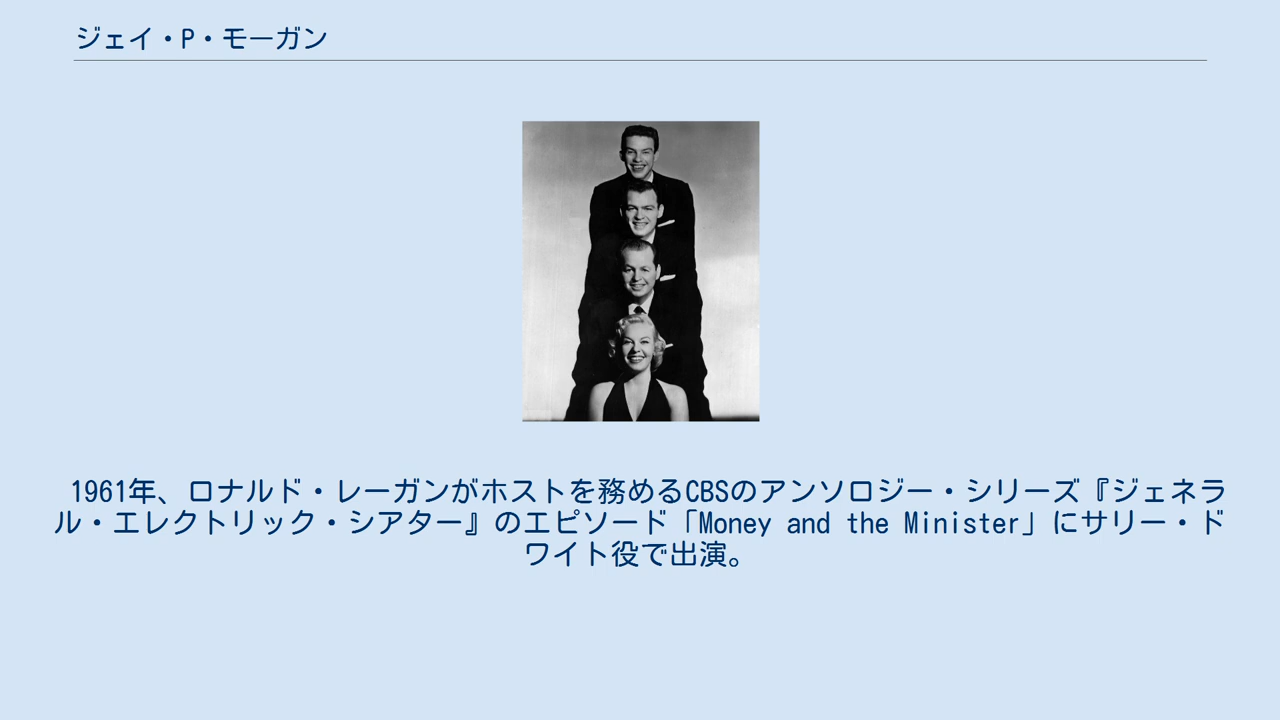 ジェイ・P・モーガン
1961年、ロナルド・レーガンがホストを務めるCBSのアンソロジー・シリーズ『ジェネラ
ル・エレクトリック・シアター』のエピソード「Money and the Minister」にサリー・ド
ワイト役で出演。